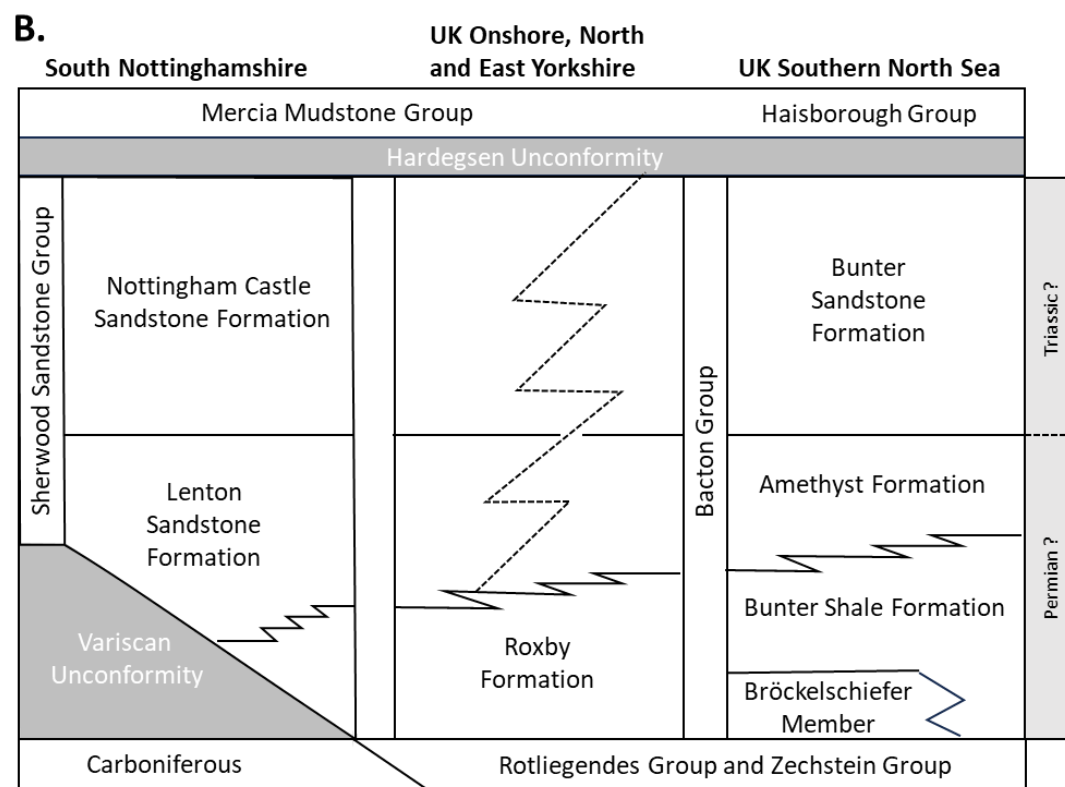 B.
South Nottinghamshire
UK Onshore, North
and East Yorkshire
UK Southern North Sea
Mercia Mudstone Group
Haisborough Group
Hardegsen Unconformity
Sherwood Sandstone Group
Nottingham Castle
Sandstone Formation
Lenton
Sandstone
Formation
Variscan
Unconformity
Roxby
Formation
Bacton Group
Bunter
Sandstone
Formation
Amethyst Formation
Bunter Shale Formation
Bröckelschiefer
Member
Triassic ?
Permian ?
Carboniferous
Rotliegendes Group and Zechstein Group